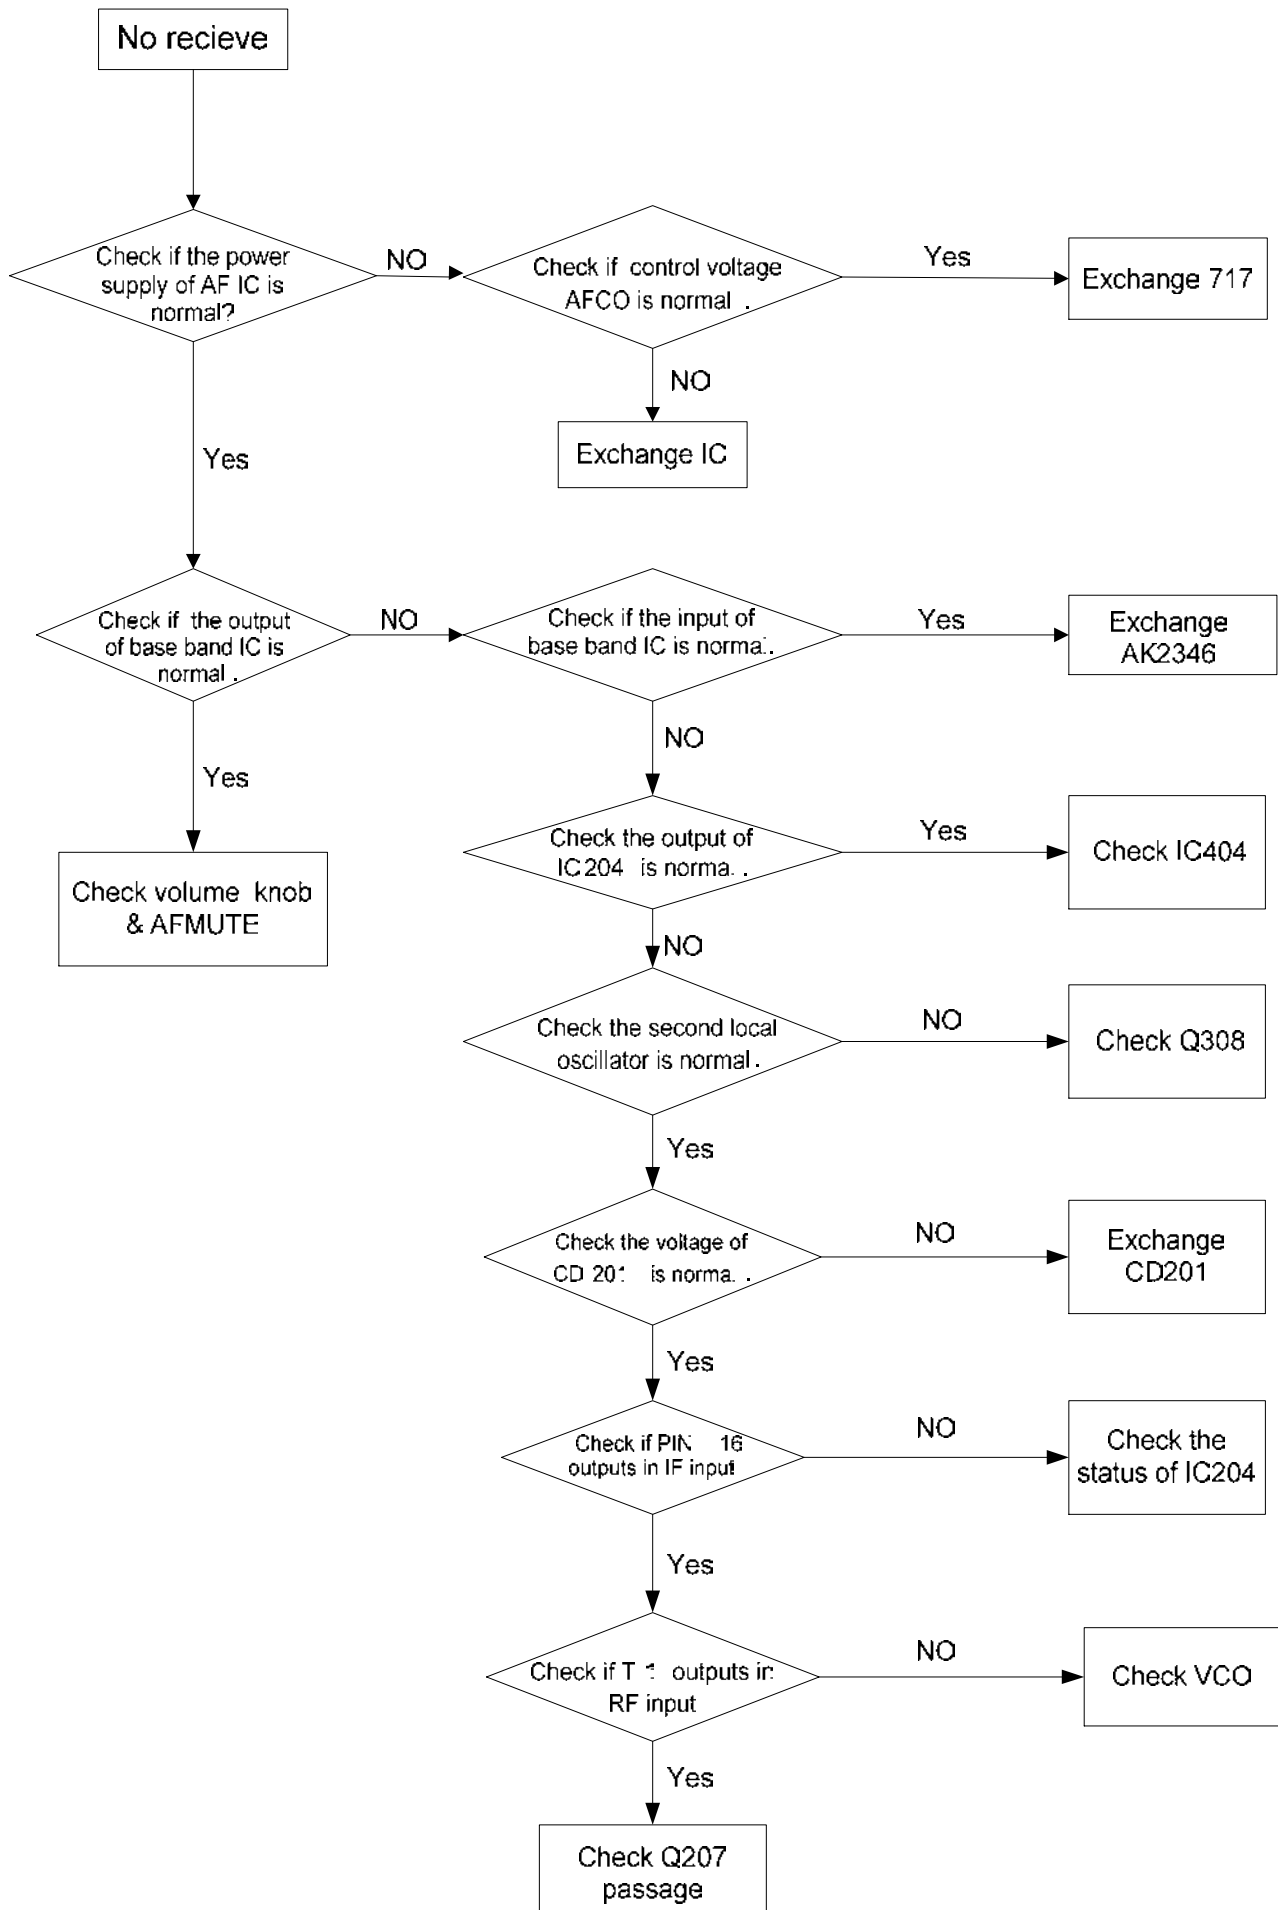 No recieve
Check if the power
supply of AF IC is
normal?
NO
Check if control voltage
AFCO is normal .
Yes
Exchange 717
NO
Exchange IC
Yes
Check if the output
of base band IC is
normal .
NO
Check if the input of
base band IC is normal.
Yes
Exchange
AK2346
NO
Yes
Check volume knob
& AFMUTE
Check the output of
IC204 is norma. .
Yes
Check IC404
NO
Check the second local
oscillator is normal .
NO
Check Q308
Yes
Check the voltage of
CD 201 is norma. .
NO
Exchange
CD201
Yes
Check if PIN 16
outputs in IF input
NO
Check the
status of IC204
Yes
Check if T 1 outputs in
RF input
NO
Check VCO
Yes
Check Q207
passage